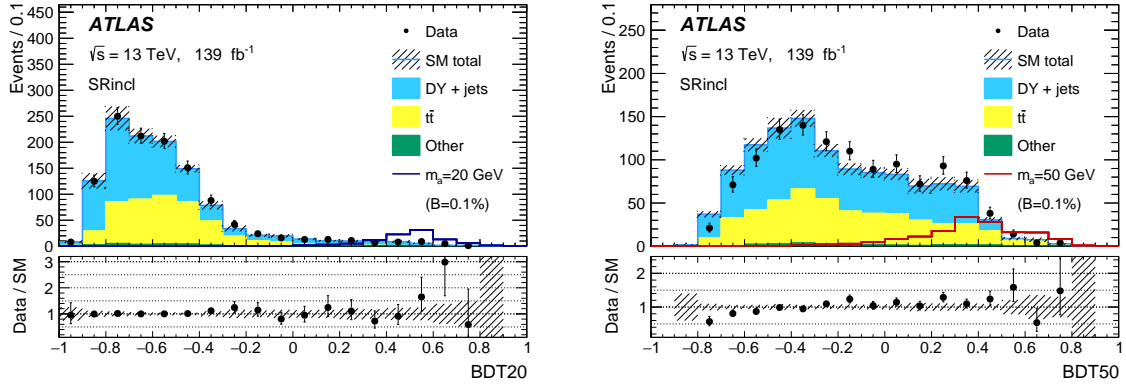 ATLAS
√s = 13 TeV, 139 fb⁻¹
SRincl
Data
SM total
DY + jets
tt̄
Other
mₐ=20 GeV
(B=0.1%)
Events / 0.1
450
400
350
300
250
200
150
100
50
0
Data / SM
3
2
1
−1 −0.8 −0.6 −0.4 −0.2 0 0.2 0.4 0.6 0.8 1
BDT20
ATLAS
√s = 13 TeV, 139 fb⁻¹
SRincl
Data
SM total
DY + jets
tt̄
Other
mₐ=50 GeV
(B=0.1%)
Events / 0.1
250
200
150
100
50
0
Data / SM
2
1
−1 −0.8 −0.6 −0.4 −0.2 0 0.2 0.4 0.6 0.8 1
BDT50